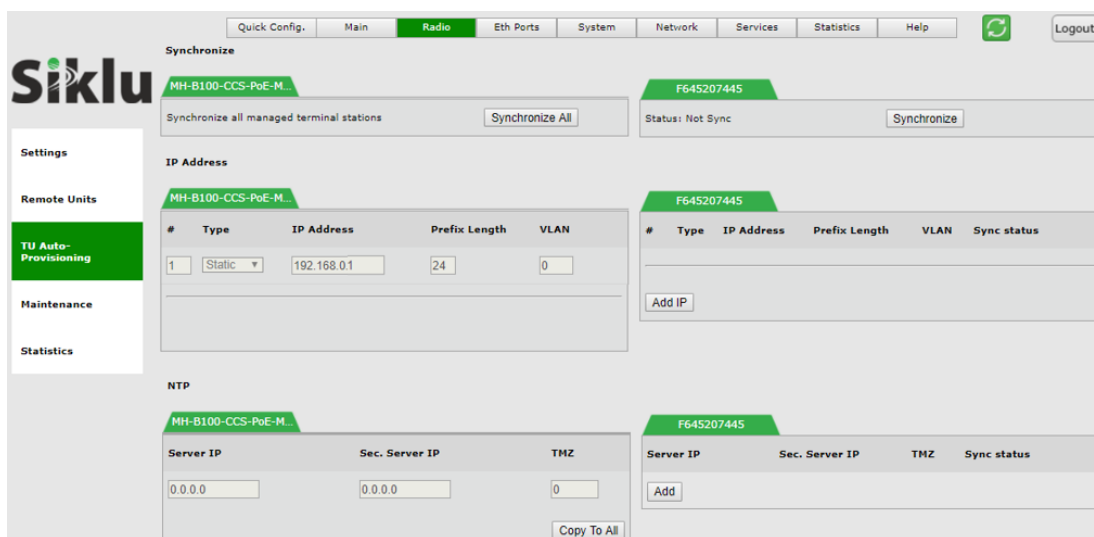 Quick Config. Main Radio Eth Ports System Network Services Statistics Help Logout
Siklu
Settings
Remote Units
TU Auto-
Provisioning
Maintenance
Statistics
Synchronize
MH-B100-CCS-PoE-M... F645207445
Synchronize all managed terminal stations Synchronize All Status: Not Sync Synchronize
IP Address
MH-B100-CCS-PoE-M... F645207445
# Type IP Address Prefix Length VLAN # Type IP Address Prefix Length VLAN Sync status
1 Static 192.168.0.1 24 0
Add IP
NTP
MH-B100-CCS-PoE-M... F645207445
Server IP Sec. Server IP TMZ Server IP Sec. Server IP TMZ Sync status
0.0.0.0 0.0.0.0 0 Add
Copy To All